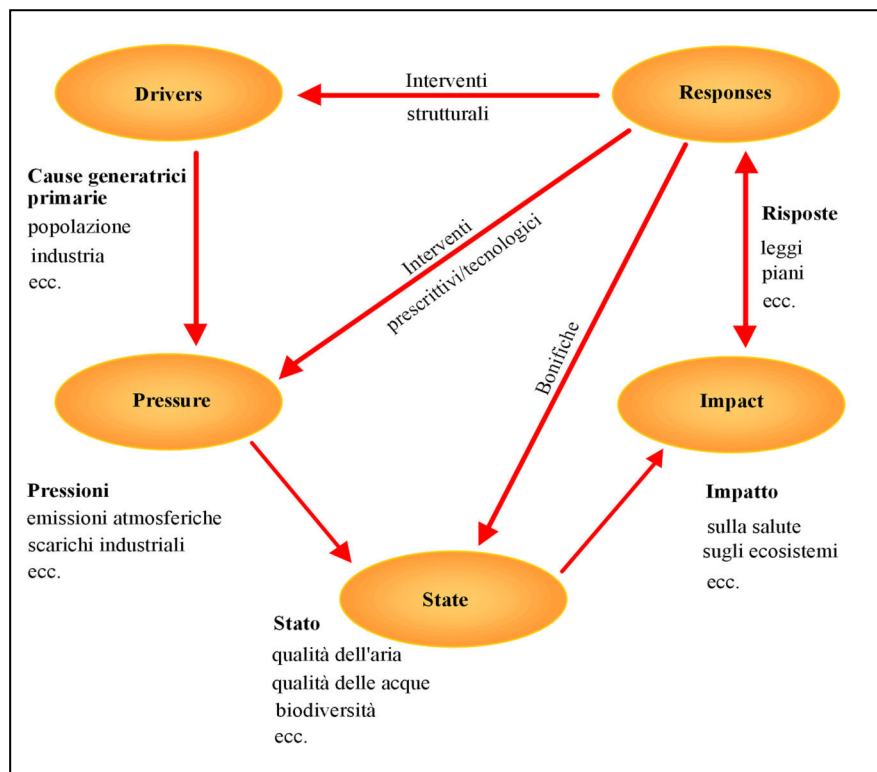 Drivers
Interventi
strutturali
Responses
Cause generatrici
primarie
popolazione
industria
ecc.
Interventi
prescrittivi/tecnologici
Bonifiche
Risposte
leggi
piani
ecc.
Pressure
Impact
Pressioni
emissioni atmosferiche
scarichi industriali
ecc.
Impatto
sulla salute
sugli ecosistemi
ecc.
State
Stato
qualità dell'aria
qualità delle acque
biodiversità
ecc.